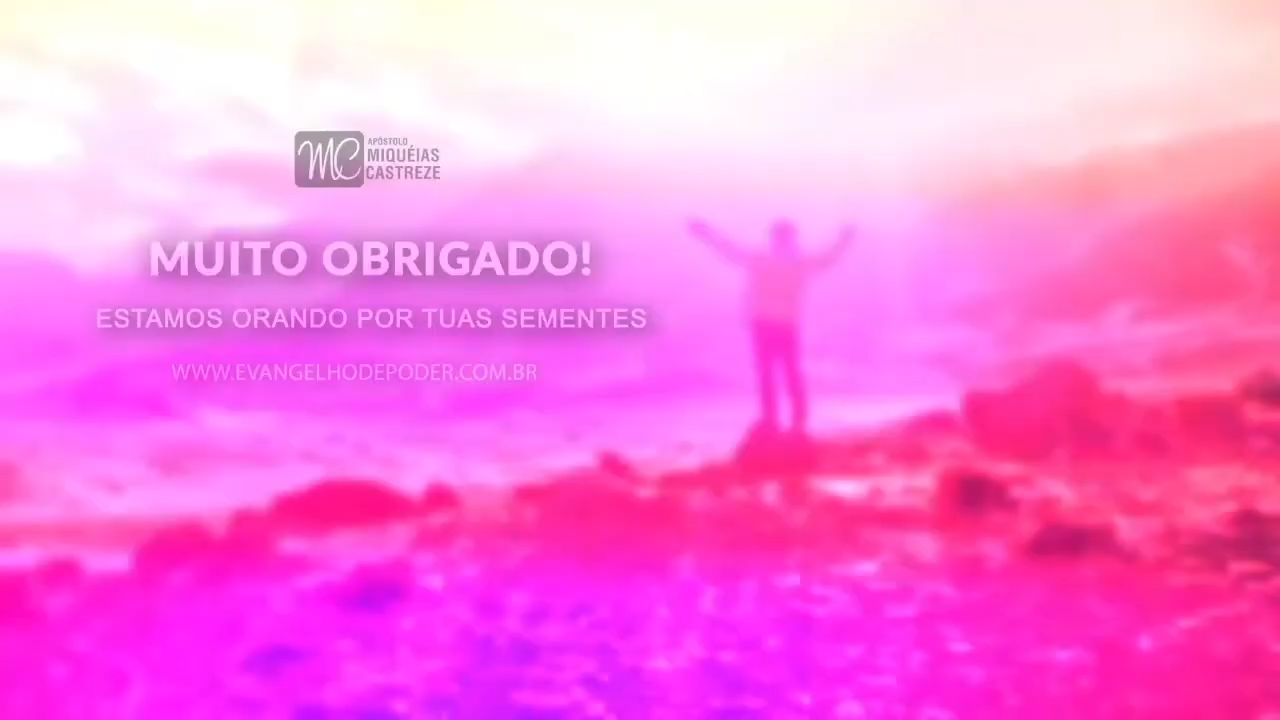 MC
APÓSTOLO
MIQUÉIAS
CASTREZE
MUITO OBRIGADO!
ESTAMOS ORANDO POR TUAS SEMENTES
WWW.EVANGELHODEPODER.COM.BR